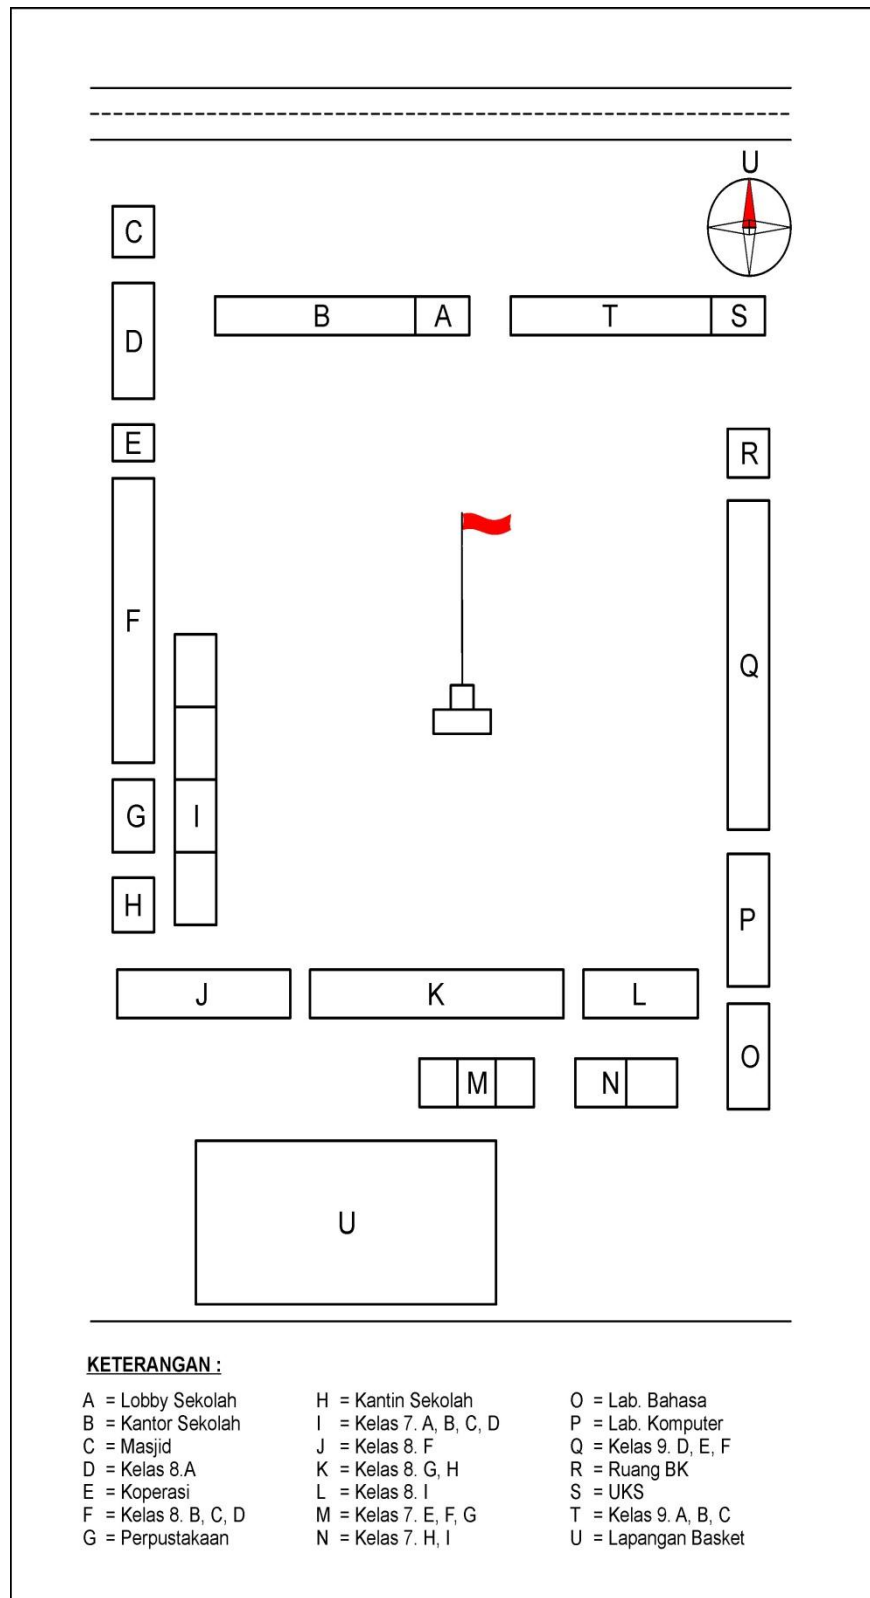 U
C
B A T S
D
E
R
F
Q
G I
H
P
J K L
O
M N
U
KETERANGAN :
A = Lobby Sekolah
B = Kantor Sekolah
C = Masjid
D = Kelas 8.A
E = Koperasi
F = Kelas 8. B, C, D
G = Perpustakaan
H = Kantin Sekolah
I = Kelas 7. A, B, C, D
J = Kelas 8. F
K = Kelas 8. G, H
L = Kelas 8. I
M = Kelas 7. E, F, G
N = Kelas 7. H, I
O = Lab. Bahasa
P = Lab. Komputer
Q = Kelas 9. D, E, F
R = Ruang BK
S = UKS
T = Kelas 9. A, B, C
U = Lapangan Basket